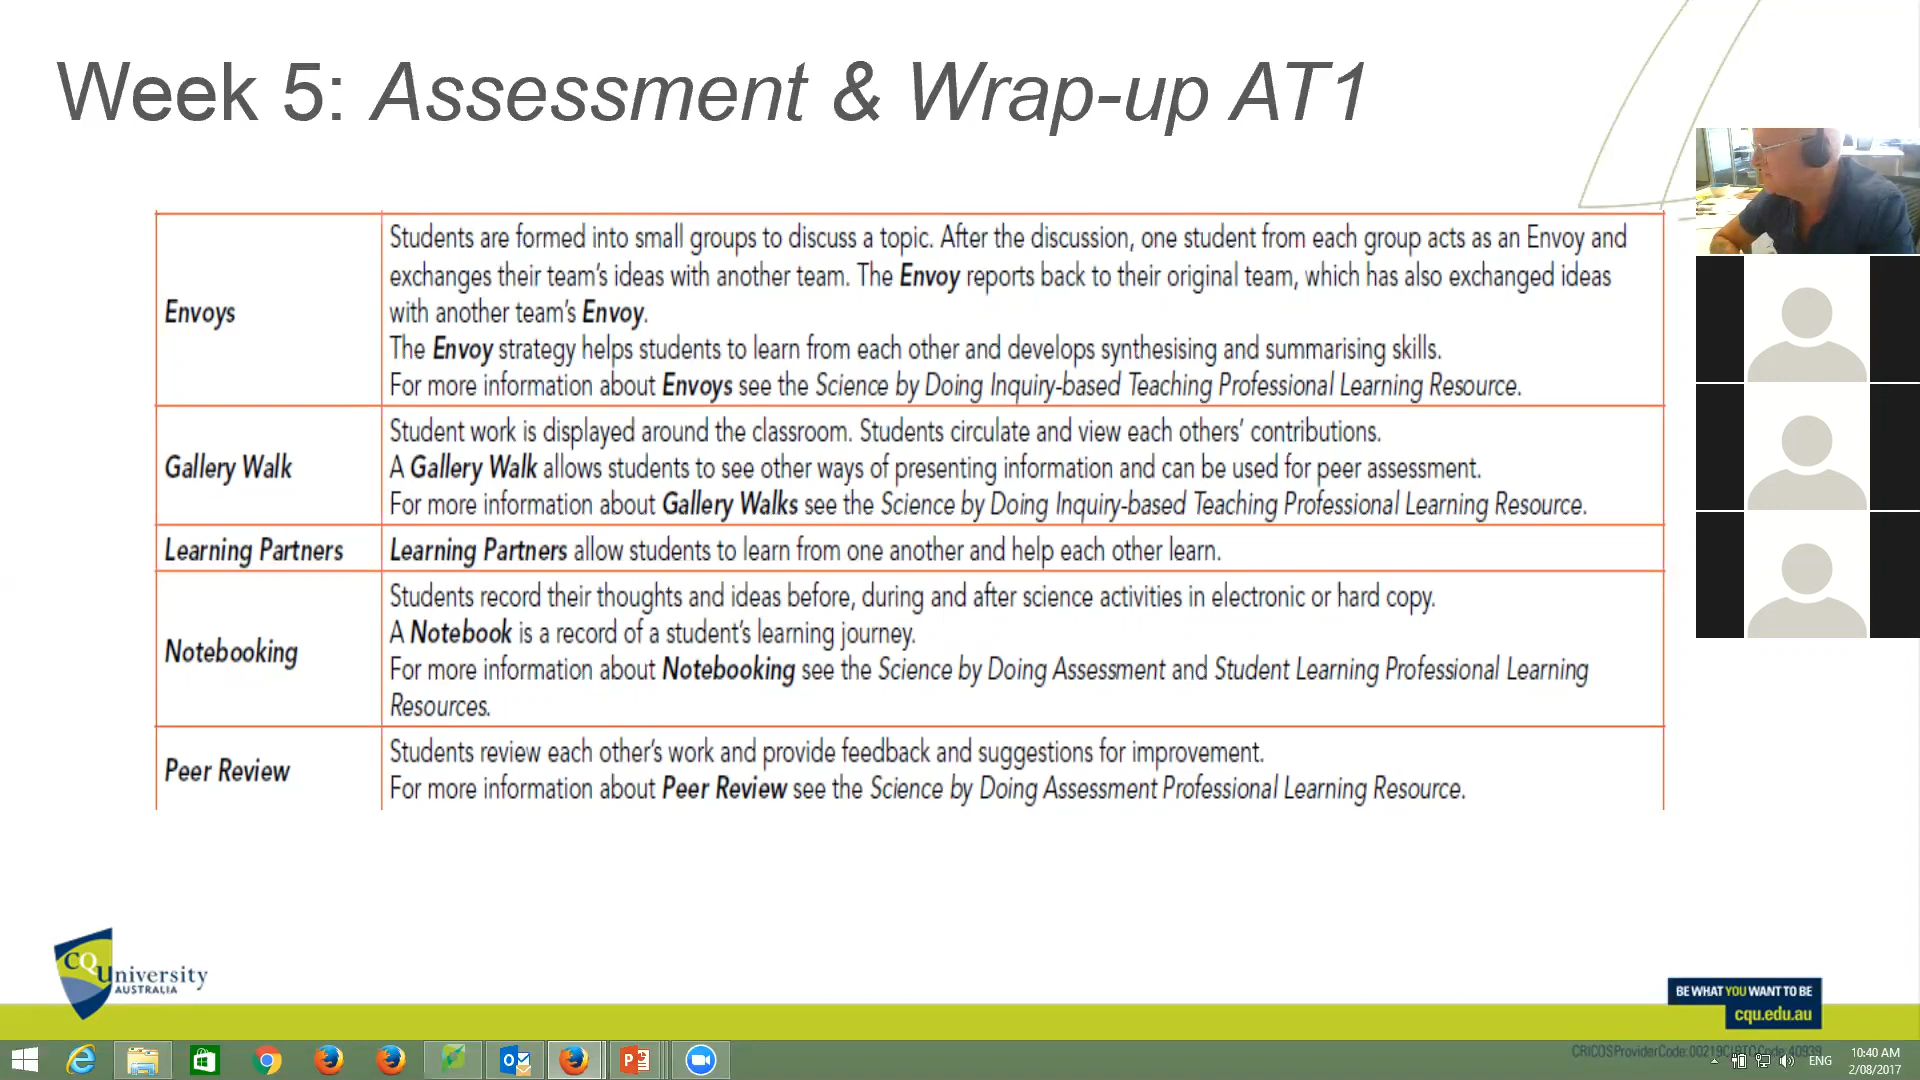 Week 5: Assessment & Wrap-up AT1
Envoys
Students are formed into small groups to discuss a topic. After the discussion, one student from each group acts as an Envoy and
exchanges their team's ideas with another team. The Envoy reports back to their original team, which has also exchanged ideas
with another team's Envoy.
The Envoy strategy helps students to learn from each other and develops synthesising and summarising skills.
For more information about Envoys see the Science by Doing Inquiry-based Teaching Professional Learning Resource.
Gallery Walk
Student work is displayed around the classroom. Students circulate and view each others' contributions.
A Gallery Walk allows students to see other ways of presenting information and can be used for peer assessment.
For more information about Gallery Walks see the Science by Doing Inquiry-based Teaching Professional Learning Resource.
Learning Partners
Learning Partners allow students to learn from one another and help each other learn.
Notebooking
Students record their thoughts and ideas before, during and after science activities in electronic or hard copy.
A Notebook is a record of a student's learning journey.
For more information about Notebooking see the Science by Doing Assessment and Student Learning Professional Learning
Resources.
Peer Review
Students review each other's work and provide feedback and suggestions for improvement.
For more information about Peer Review see the Science by Doing Assessment Professional Learning Resource.
CQUniversity
AUSTRALIA
BE WHAT YOU WANT TO BE
cqu.edu.au
CRICOS Provider Code: 00219C
ENG
10:40 AM
2/08/2017